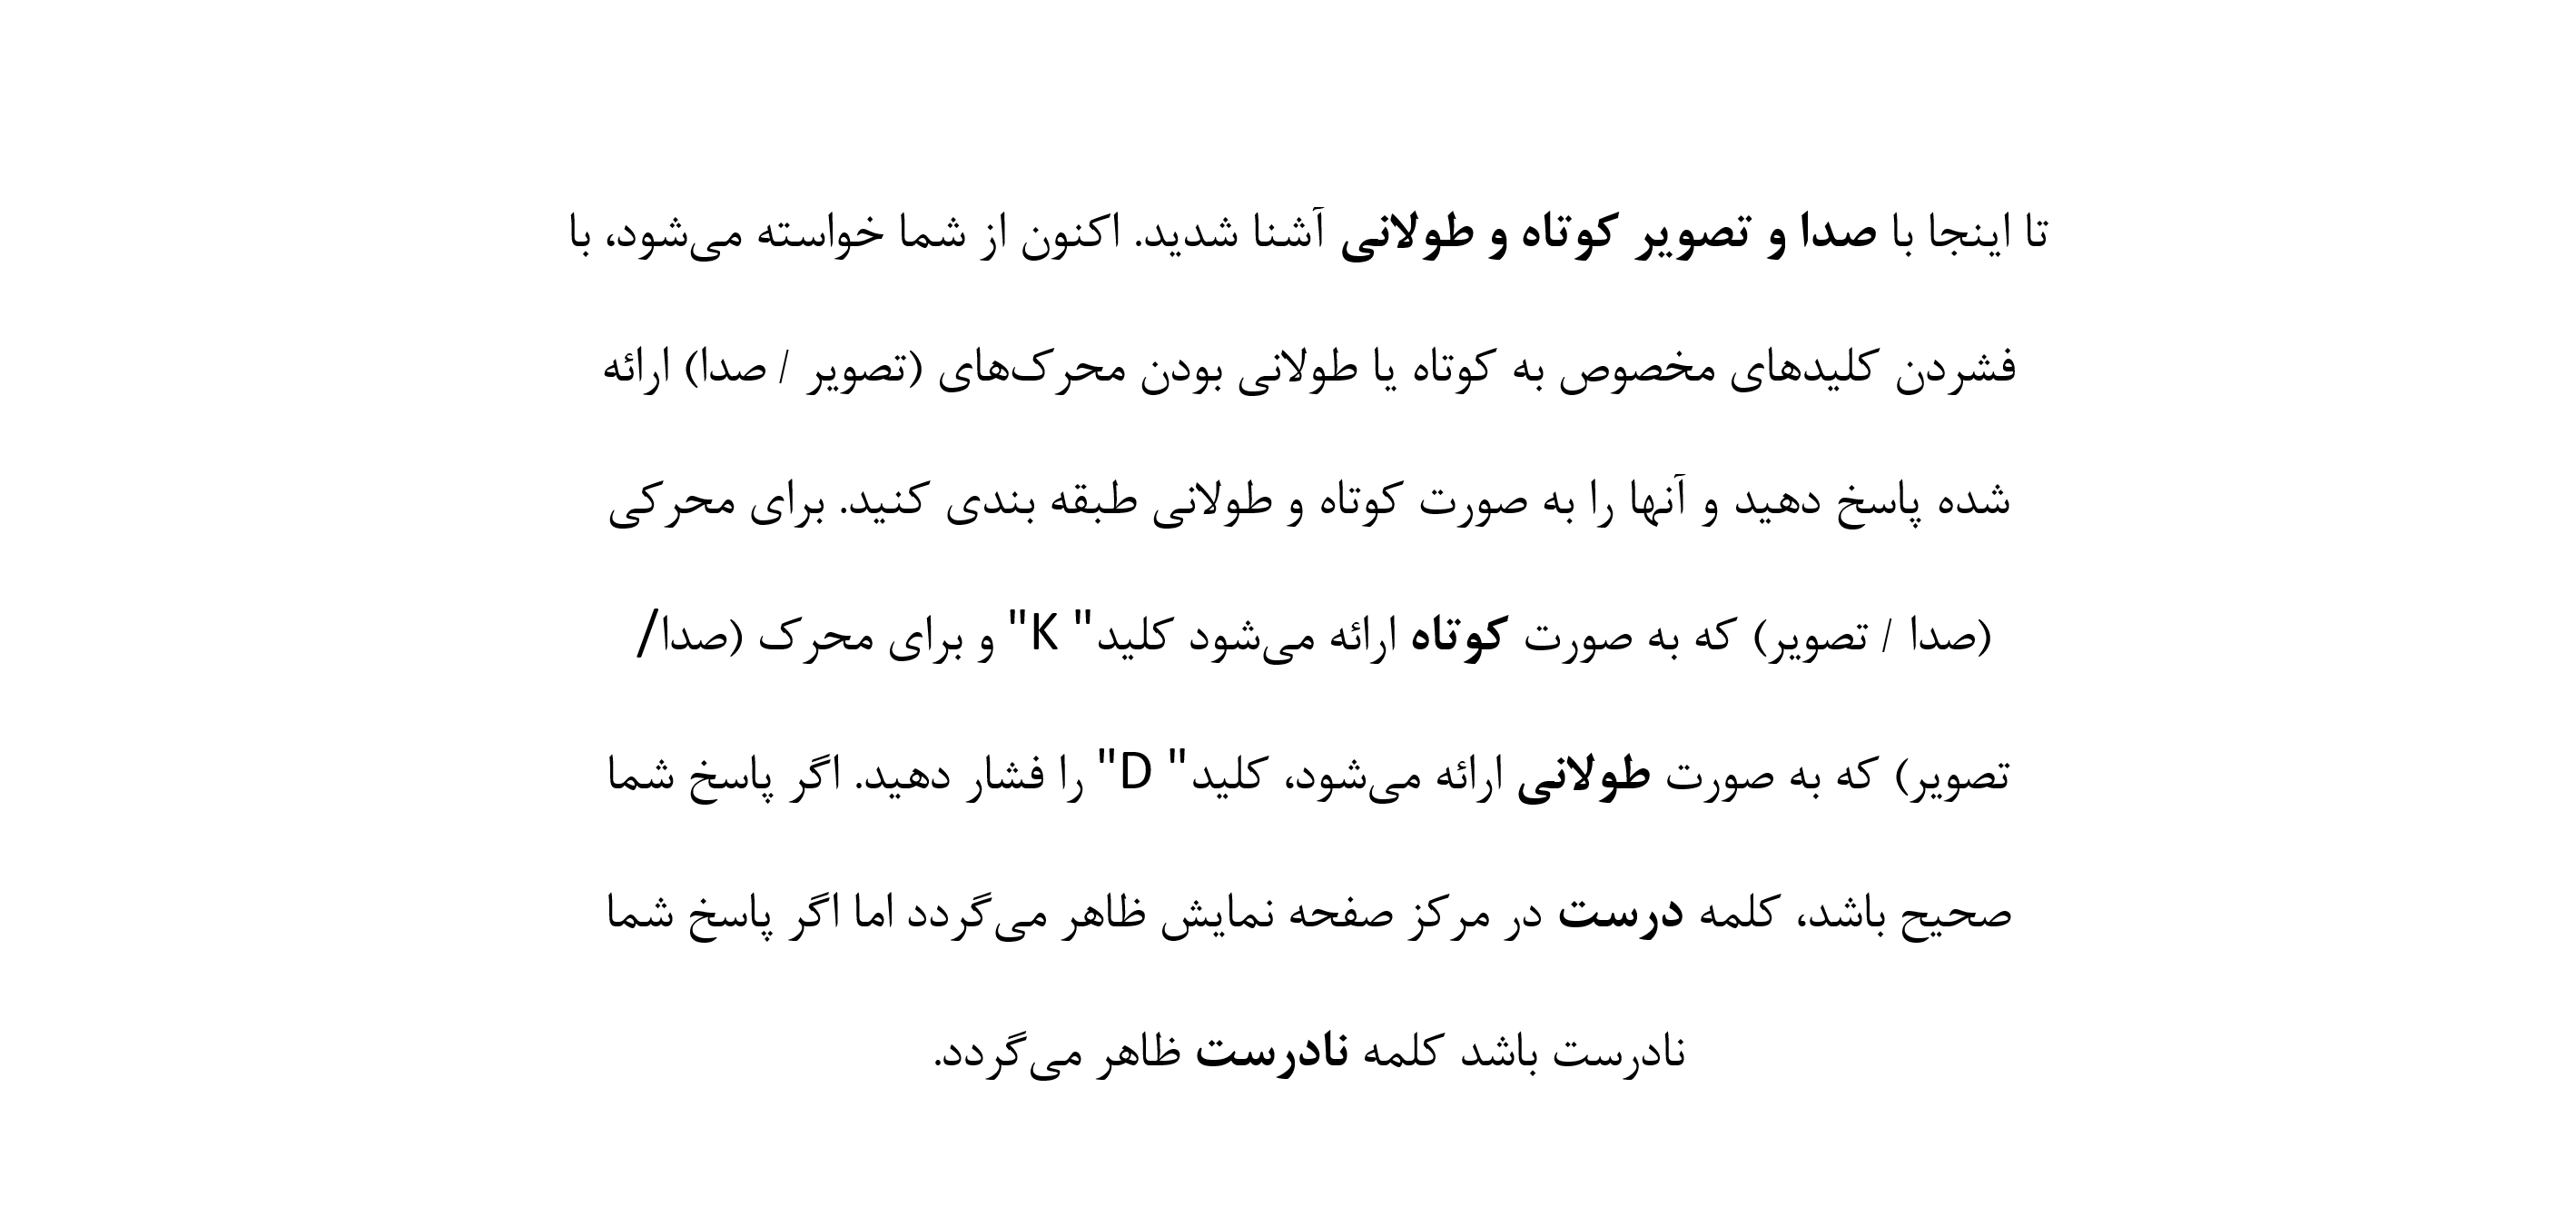 تا اینجا با صدا و تصویر کوتاه و طولانی آشنا شدید. اکنون از شما خواسته می‌شود، با
فشردن کلیدهای مخصوص به کوتاه یا طولانی بودن محرک‌های (تصویر / صدا) ارائه
شده پاسخ دهید و آنها را به صورت کوتاه و طولانی طبقه بندی کنید. برای محرکی
(صدا / تصویر) که به صورت کوتاه ارائه می‌شود کلید" K" و برای محرک (صدا/
تصویر) که به صورت طولانی ارائه می‌شود، کلید" D" را فشار دهید. اگر پاسخ شما
صحیح باشد، کلمه درست در مرکز صفحه نمایش ظاهر می‌گردد اما اگر پاسخ شما
نادرست باشد کلمه نادرست ظاهر می‌گردد.